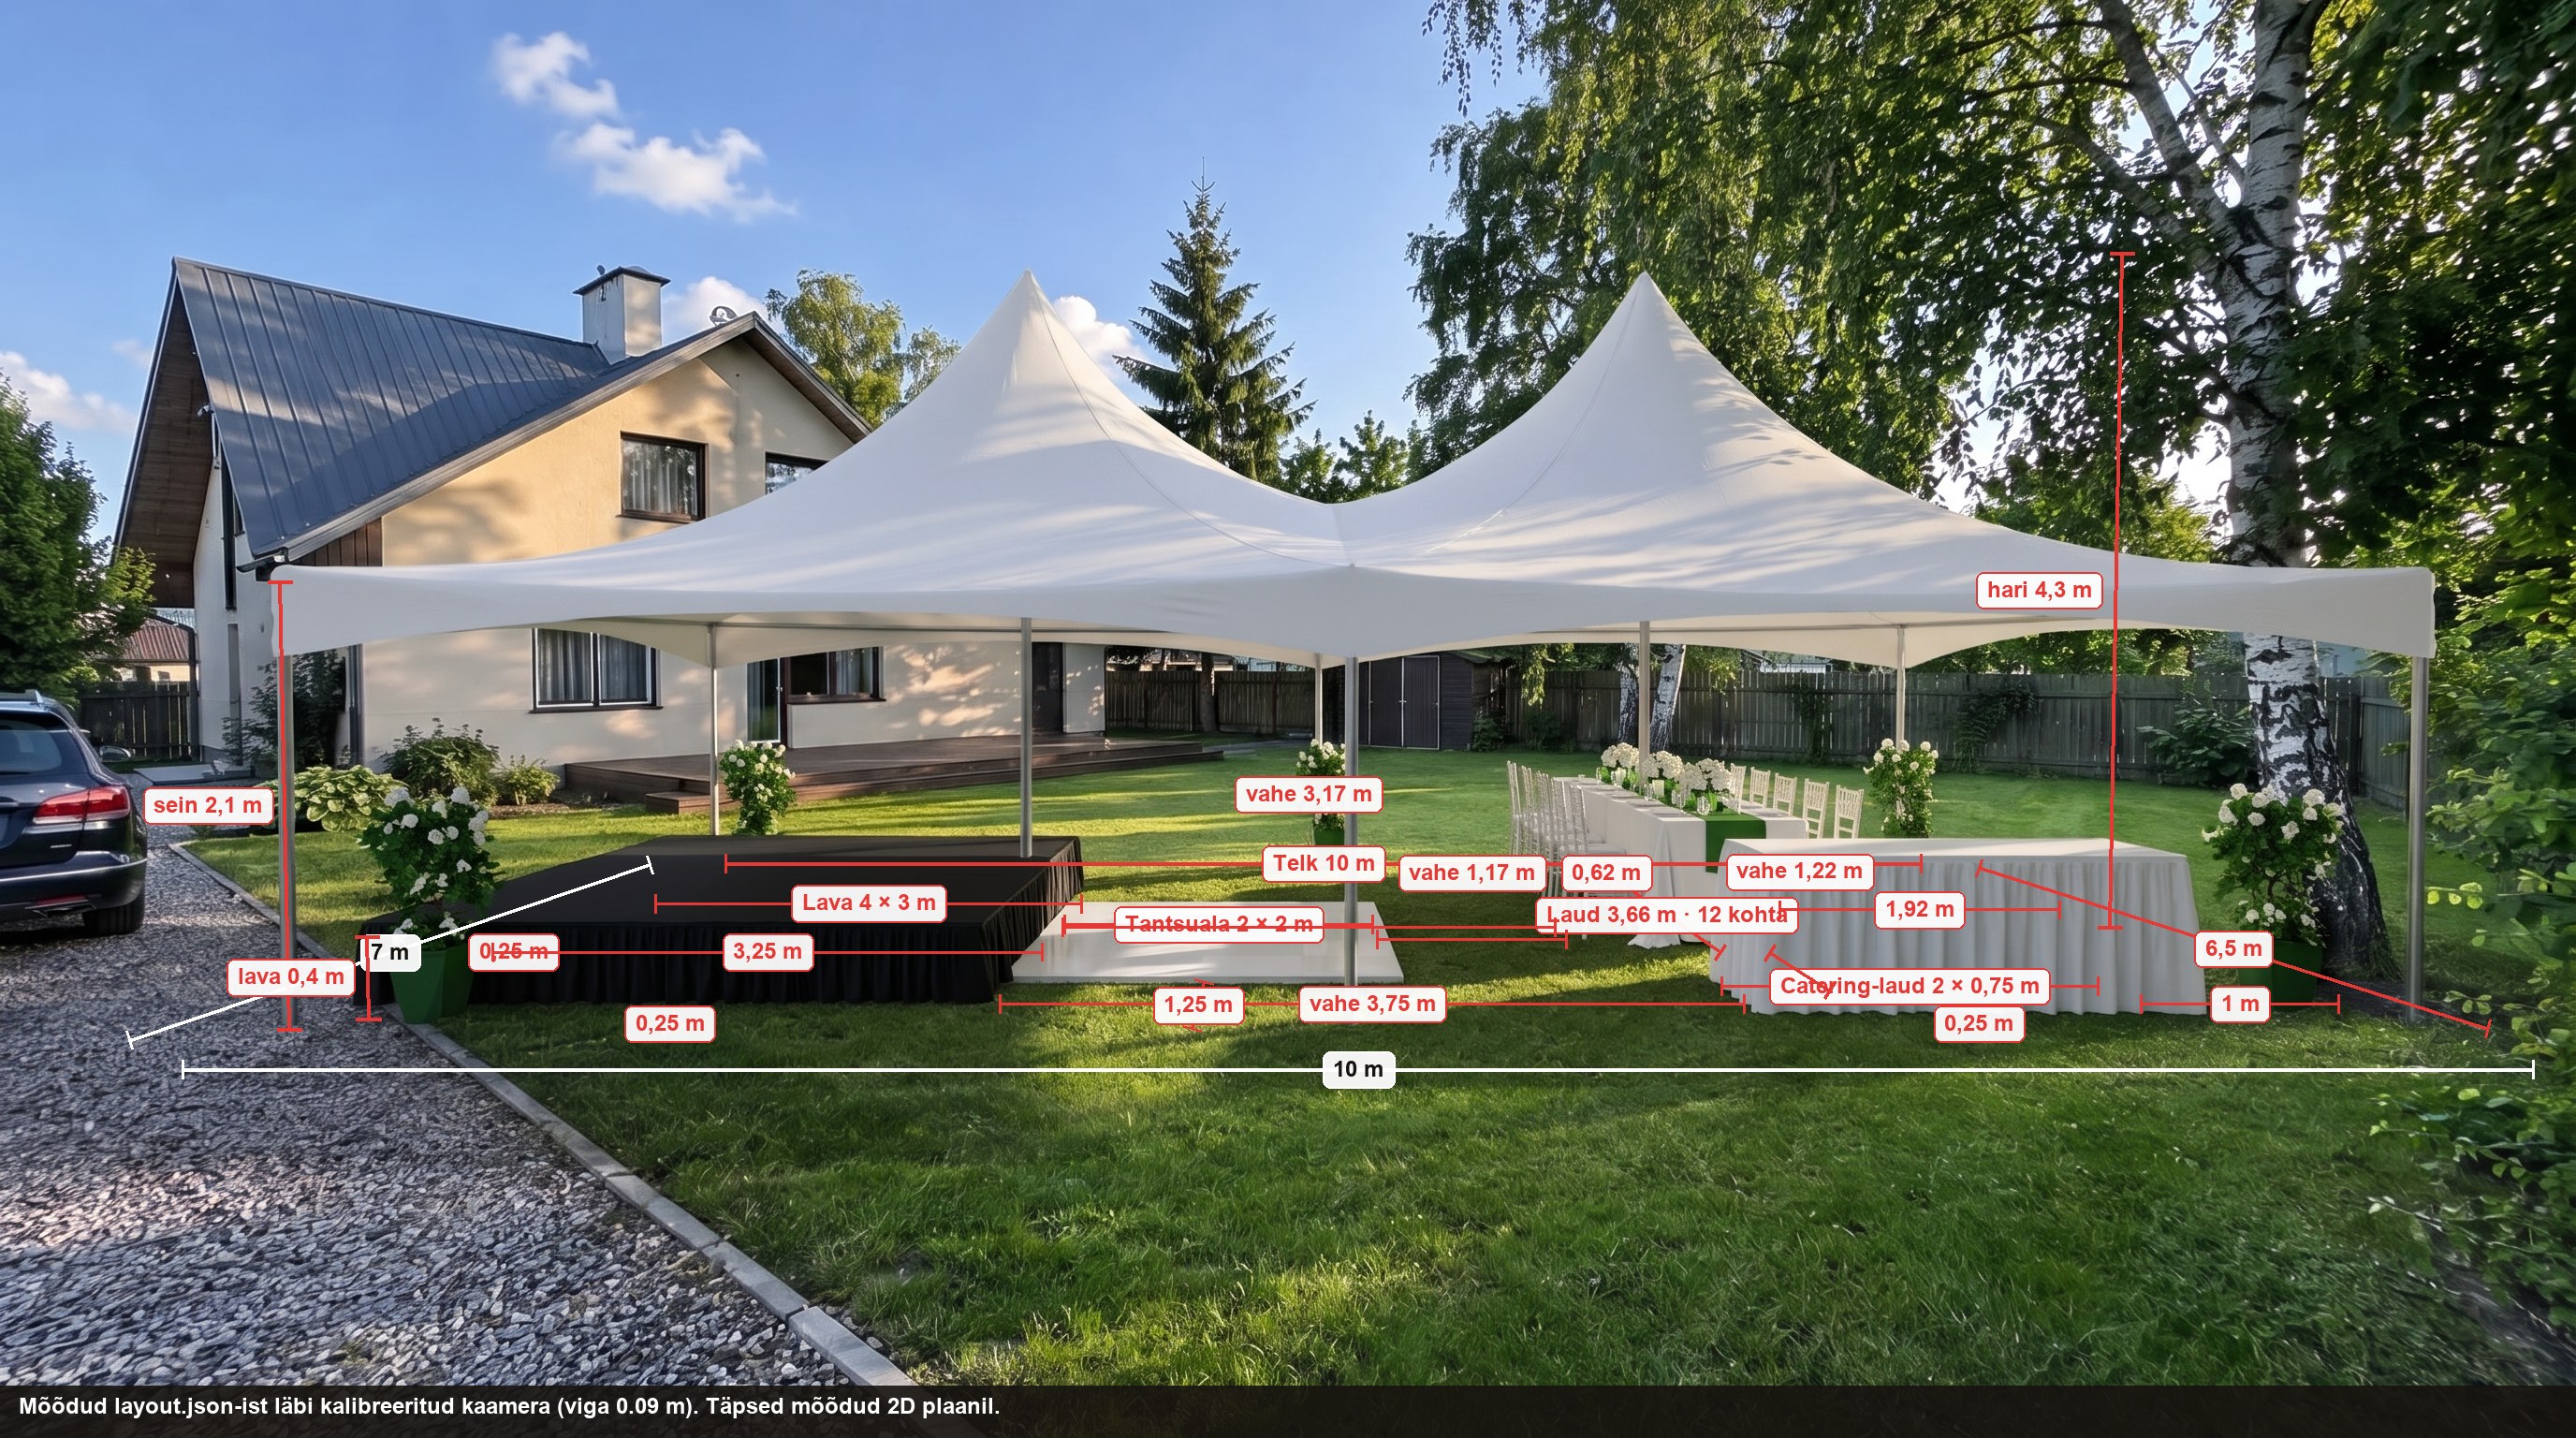 hari 4,3 m
sein 2,1 m
vahe 3,17 m
Telk 10 m
vahe 1,17 m
0,62 m
vahe 1,22 m
Lava 4 × 3 m
Tantsuala 2 × 2 m
Laud 3,66 m · 12 kohta
1,92 m
7 m
0,25 m
3,25 m
6,5 m
lava 0,4 m
Catering-laud 2 × 0,75 m
1,25 m
vahe 3,75 m
1 m
0,25 m
0,25 m
10 m
Mõõdud layout.json-ist läbi kalibreeritud kaamera (viga 0.09 m). Täpsed mõõdud 2D plaanil.